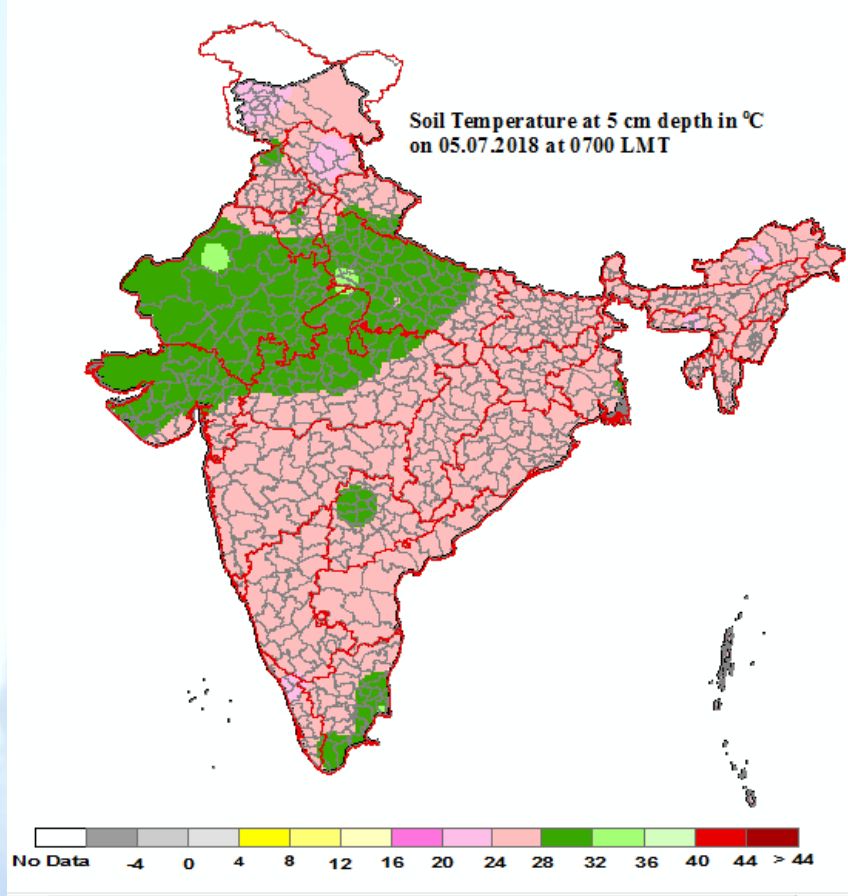 Soil Temperature at 5 cm depth in ⁰C
on 05.07.2018 at 0700 LMT
No Data -4 0 4 8 12 16 20 24 28 32 36 40 44 > 44